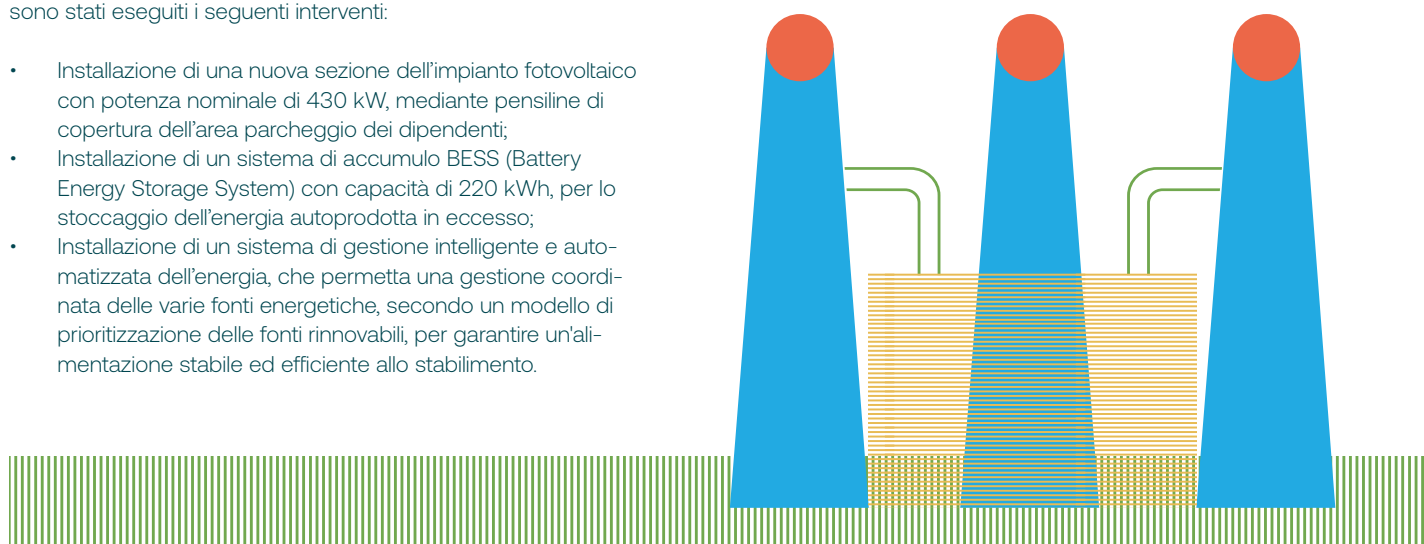 sono stati eseguiti i seguenti interventi:
• Installazione di una nuova sezione dell'impianto fotovoltaico
con potenza nominale di 430 kW, mediante pensiline di
copertura dell'area parcheggio dei dipendenti;
• Installazione di un sistema di accumulo BESS (Battery
Energy Storage System) con capacità di 220 kWh, per lo
stoccaggio dell'energia autoprodotta in eccesso;
• Installazione di un sistema di gestione intelligente e auto-
matizzata dell'energia, che permetta una gestione coordi-
nata delle varie fonti energetiche, secondo un modello di
prioritizzazione delle fonti rinnovabili, per garantire un'ali-
mentazione stabile ed efficiente allo stabilimento.